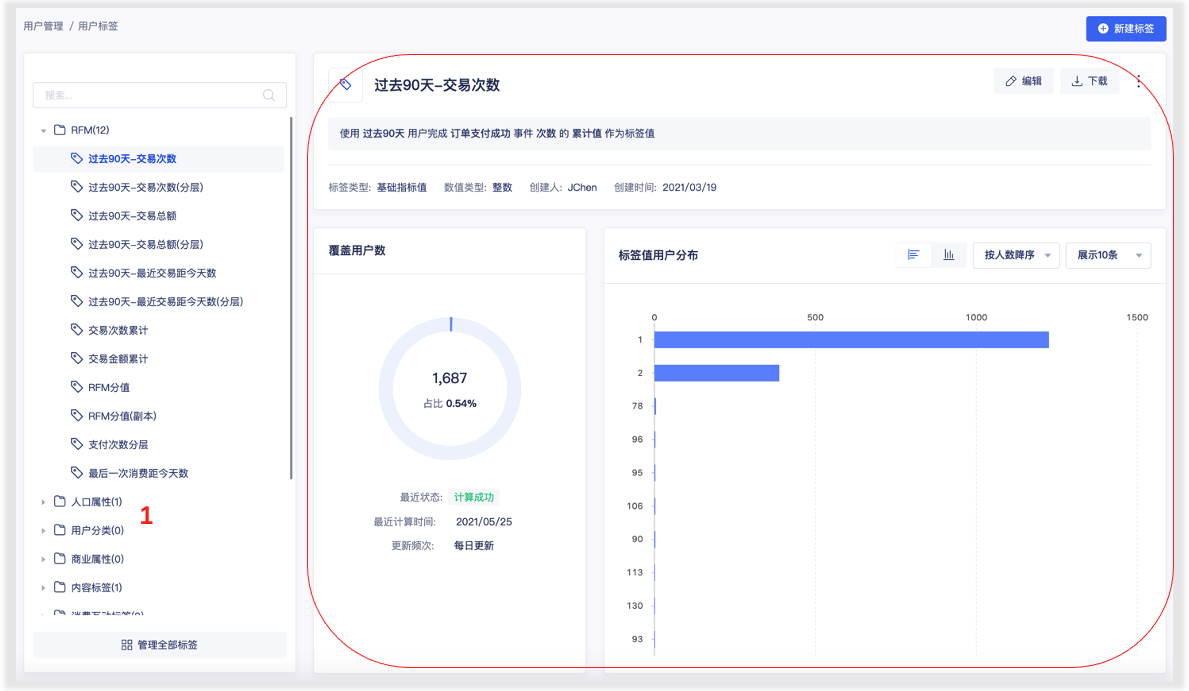 用户管理 / 用户标签
新建标签
搜索...
RFM(12)
过去90天-交易次数
过去90天-交易次数(分层)
过去90天-交易总额
过去90天-交易总额(分层)
过去90天-最近交易距今天数
过去90天-最近交易距今天数(分层)
交易次数累计
交易金额累计
RFM分值
RFM分值(副本)
支付次数分层
最后一次消费距今天数
人口属性(1)
1
用户分类(0)
商业属性(0)
内容标签(1)
管理全部标签
过去90天-交易次数
编辑
下载
使用 过去90天 用户完成 订单支付成功 事件 次数 的 累计值 作为标签值
标签类型: 基础指标值 数值类型: 整数 创建人: JChen 创建时间: 2021/03/19
覆盖用户数
1,687
占比 0.54%
最近状态: 计算成功
最近计算时间: 2021/05/25
更新频次: 每日更新
标签值用户分布
按人数降序
展示10条
0 500 1000 1500
1
2
78
96
95
106
90
113
130
93